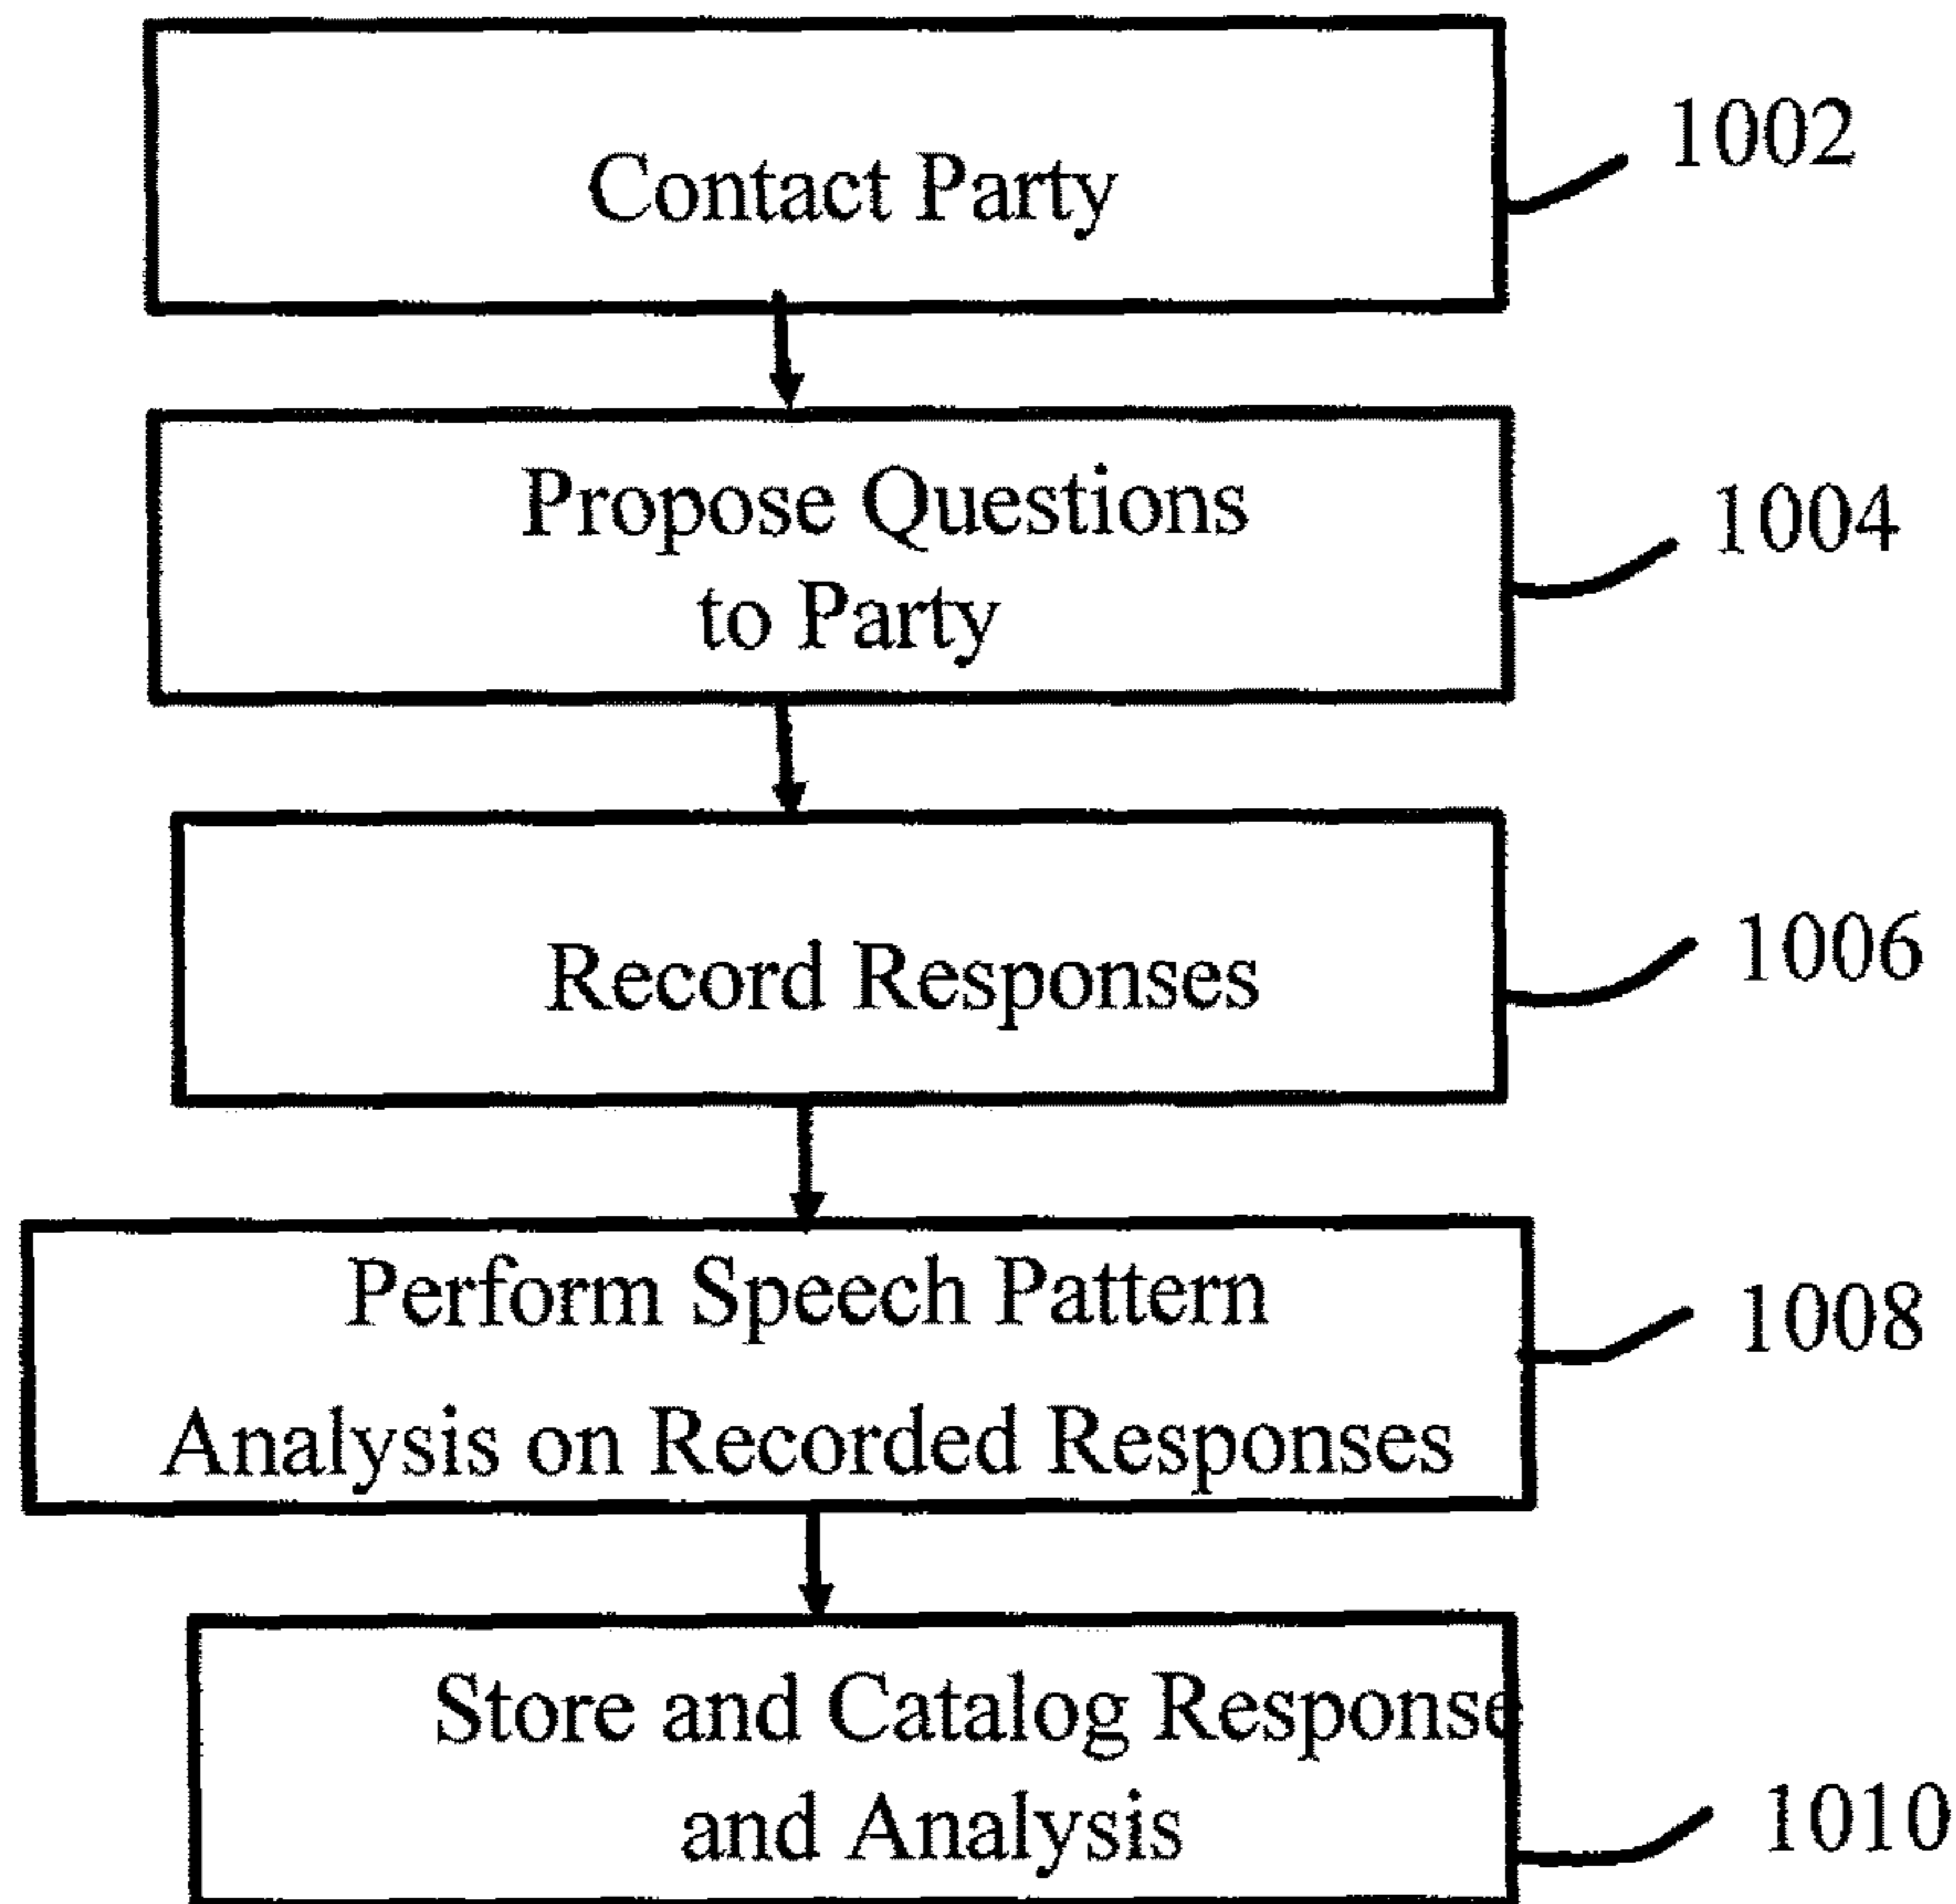 Contact Party
1002
Propose Questions
to Party
1004
Record Responses
1006
Perform Speech Pattern
Analysis on Recorded Responses
1008
Store and Catalog Response
and Analysis
1010